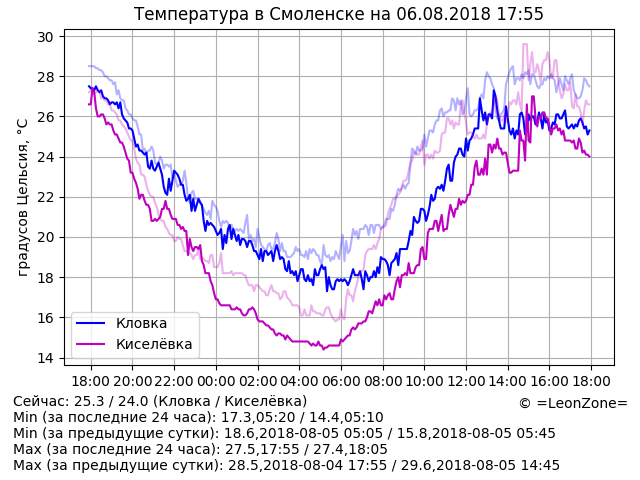 Температура в Смоленске на 06.08.2018 17:55
градусов Цельсия, °C
30
28
26
24
22
20
18
16
14
Кловка
Киселёвка
18:00 20:00 22:00 00:00 02:00 04:00 06:00 08:00 10:00 12:00 14:00 16:00 18:00
Сейчас: 25.3 / 24.0 (Кловка / Киселёвка)
© =LeonZone=
Min (за последние 24 часа): 17.3,05:20 / 14.4,05:10
Min (за предыдущие сутки): 18.6,2018-08-05 05:05 / 15.8,2018-08-05 05:45
Max (за последние 24 часа): 27.5,17:55 / 27.4,18:05
Max (за предыдущие сутки): 28.5,2018-08-04 17:55 / 29.6,2018-08-05 14:45